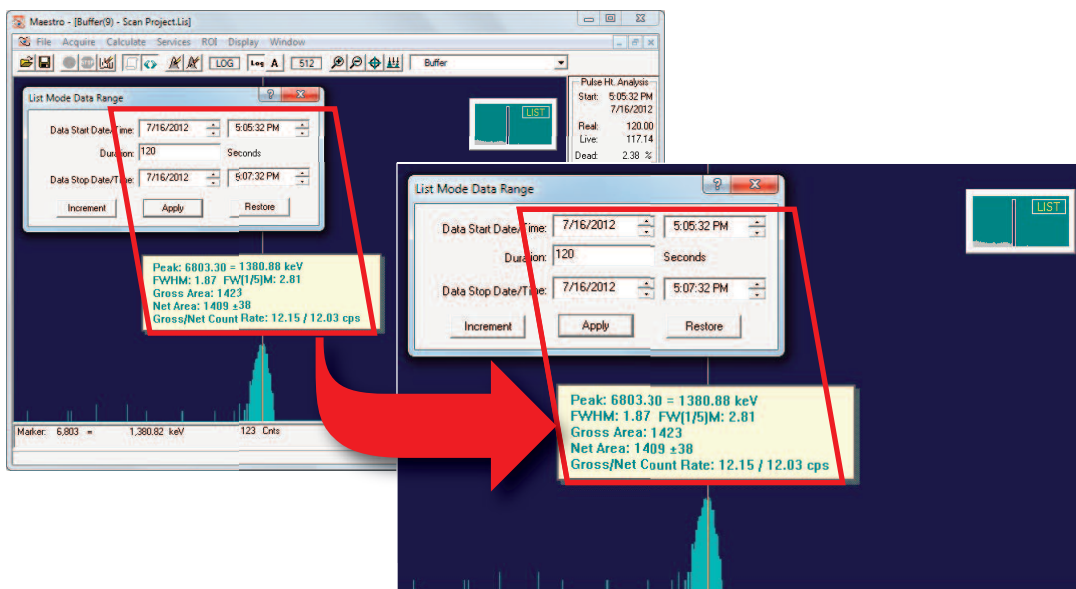 Maestro - [Buffer(9) - Scan Project.Lis]
File Acquire Calculate Services ROI Display Window
LOG Log A 512 Buffer
Pulse Ht. Analysis
Start: 5:05:32 PM
7/16/2012
Real: 120.00
Live: 117.14
Dead: 2.38 %
LIST
List Mode Data Range
Data Start Date/Time: 7/16/2012 5:05:32 PM
Duration: 120 Seconds
Data Stop Date/Time: 7/16/2012 5:07:32 PM
Increment Apply Restore
Peak: 6803.30 = 1380.88 keV
FWHM: 1.87 FW(1/5)M: 2.81
Gross Area: 1423
Net Area: 1409 ±38
Gross/Net Count Rate: 12.15 / 12.03 cps
Marker: 6,803 = 1,380.82 keV 123 Cnts
List Mode Data Range
LIST
Data Start Date/Time: 7/16/2012 5:05:32 PM
Duration: 120 Seconds
Data Stop Date/Time: 7/16/2012 5:07:32 PM
Increment Apply Restore
Peak: 6803.30 = 1380.88 keV
FWHM: 1.87 FW(1/5)M: 2.81
Gross Area: 1423
Net Area: 1409 ±38
Gross/Net Count Rate: 12.15 / 12.03 cps